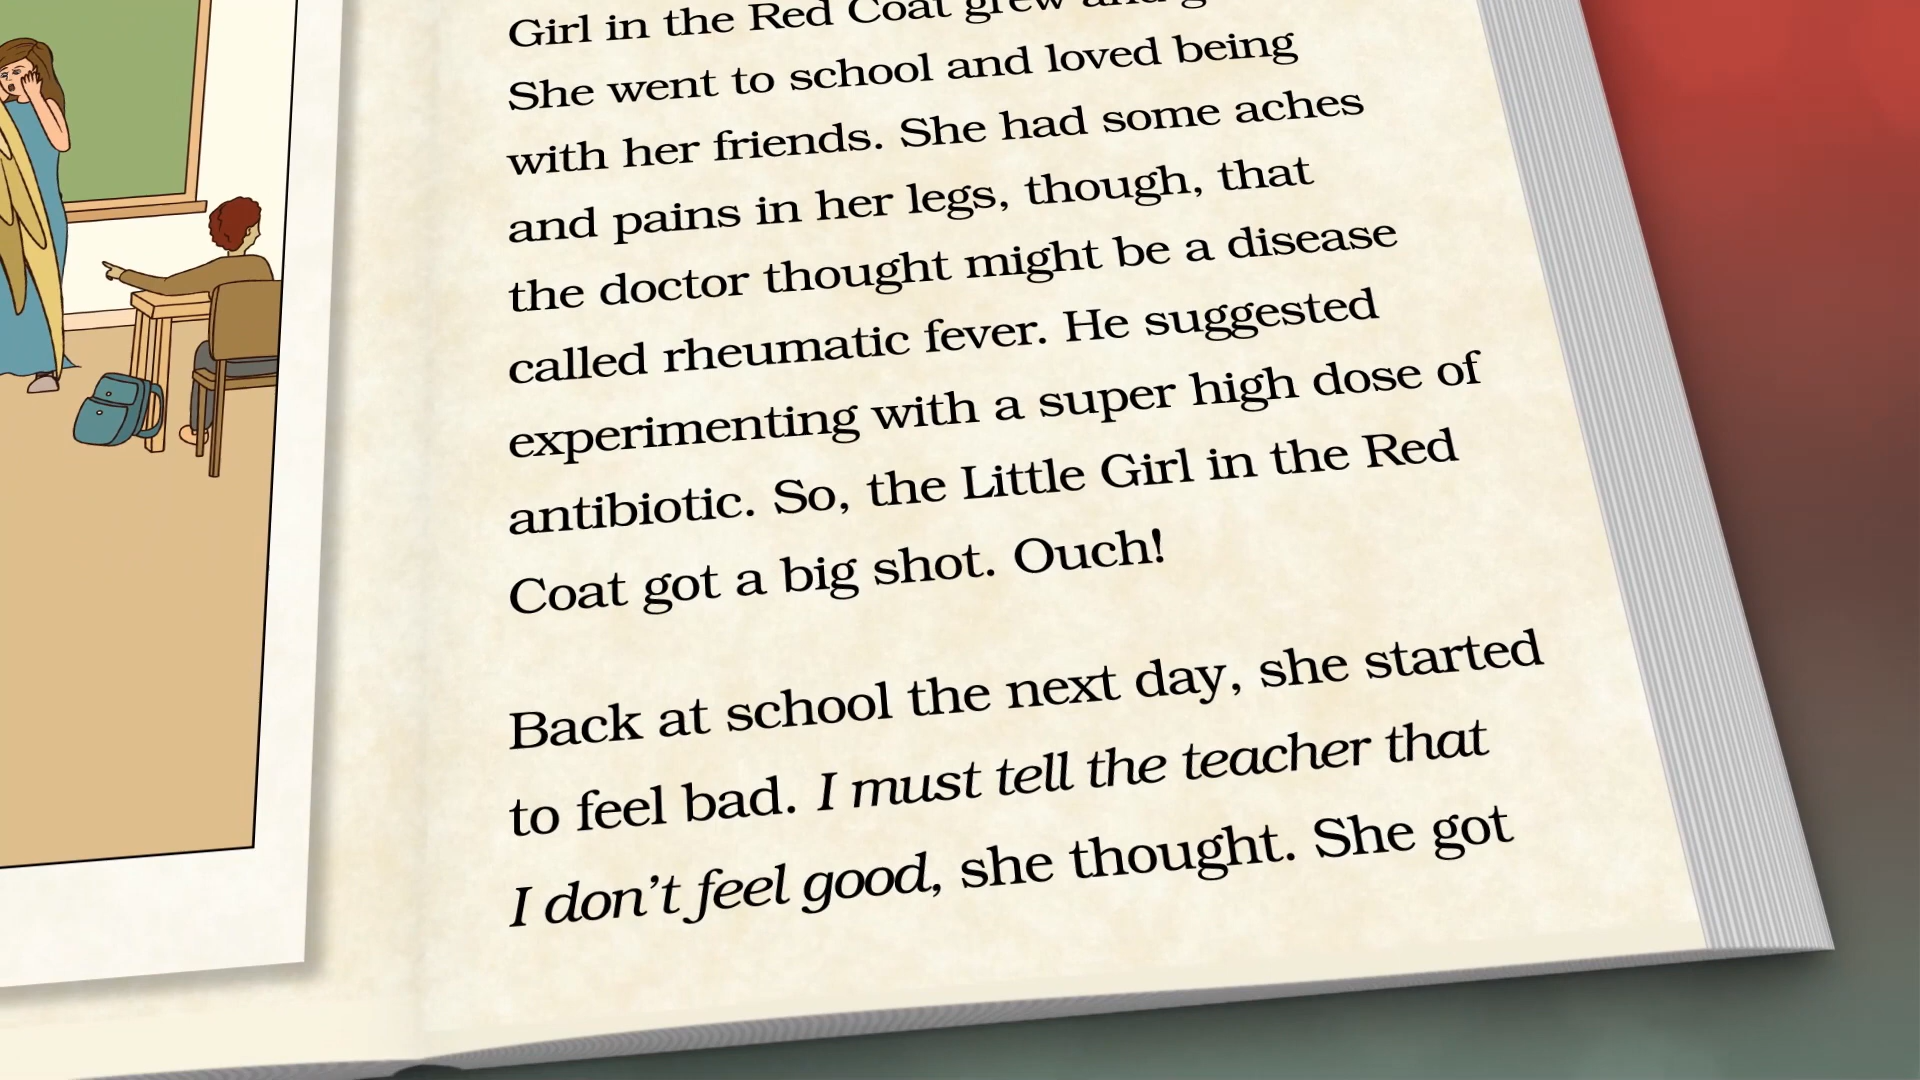 Girl in the Red Coat grew and
She went to school and loved being
with her friends. She had some aches
and pains in her legs, though, that
the doctor thought might be a disease
called rheumatic fever. He suggested
experimenting with a super high dose of
antibiotic. So, the Little Girl in the Red
Coat got a big shot. Ouch!
Back at school the next day, she started
to feel bad. I must tell the teacher that
I don't feel good, she thought. She got